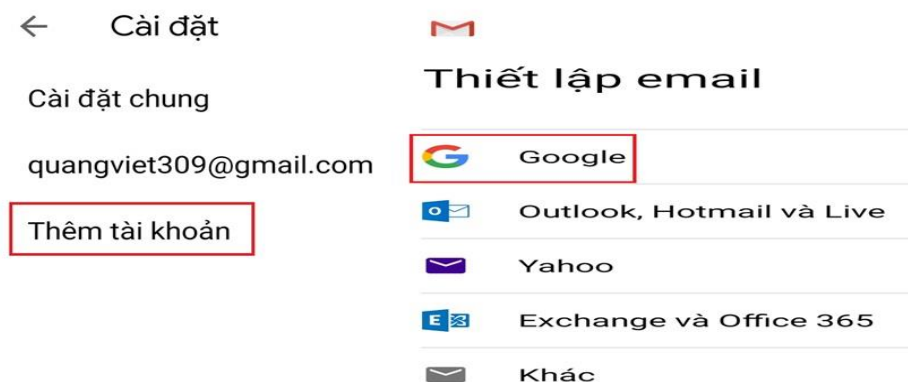 Cài đặt
Cài đặt chung
quangviet309@gmail.com
Thêm tài khoản
Thiết lập email
Google
Outlook, Hotmail và Live
Yahoo
Exchange và Office 365
Khác